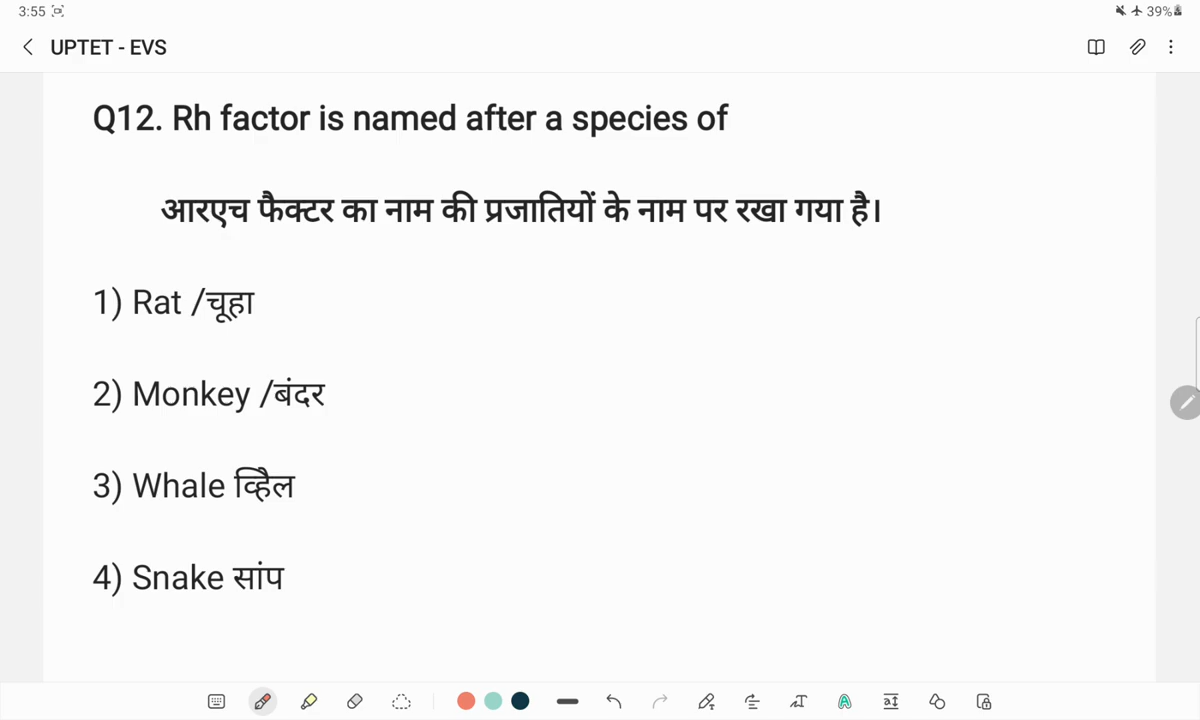 3:55
39%
UPTET - EVS
Q12. Rh factor is named after a species of
आरएच फैक्टर का नाम की प्रजातियों के नाम पर रखा गया है।
1) Rat /चूहा
2) Monkey /बंदर
3) Whale व्हिैल
4) Snake सांप